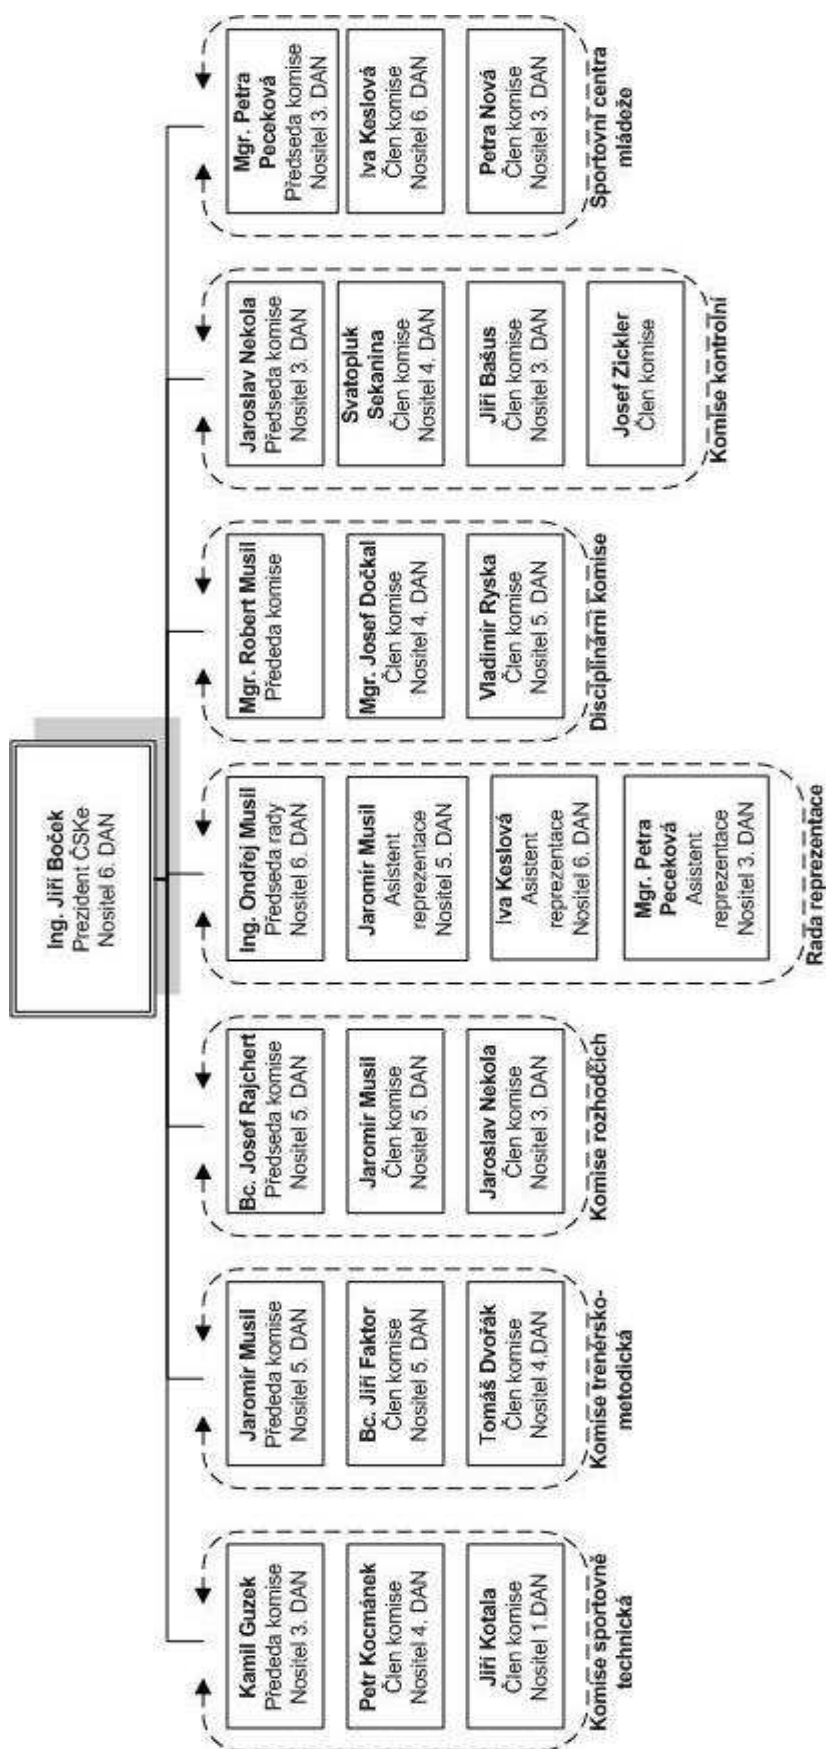 Ing. Jiří Boček
Prezident ČSKe
Nositel 6. DAN
Kamil Guzek
Přededa komise
Nositel 3. DAN
Petr Kocmánek
Člen komise
Nositel 4. DAN
Jiří Kotala
Člen komise
Nositel 1.DAN
Komise sportovně
technická
Jaromír Musil
Přededa komise
Nositel 5. DAN
Bc. Jiří Faktor
Člen komise
Nositel 5. DAN
Tomáš Dvořák
Člen komise
Nositel 4.DAN
Komise trenérsko-
metodická
Bc. Josef Rajchert
Předseda komise
Nositel 5. DAN
Jaromír Musil
Člen komise
Nositel 5. DAN
Jaroslav Nekola
Člen komise
Nositel 3. DAN
Komise rozhodčích
Ing. Ondřej Musil
Předseda rady
Nositel 6. DAN
Jaromír Musil
Asistent
reprezentace
Nositel 5. DAN
Iva Keslová
Asistent
reprezentace
Nositel 6. DAN
Mgr. Petra
Peceková
Asistent
reprezentace
Nositel 3. DAN
Rada reprezentace
Mgr. Robert Musil
Přededa komise
Mgr. Josef Dočkal
Člen komise
Nositel 4. DAN
Vladimír Ryska
Člen komise
Nositel 5. DAN
Disciplinární komise
Jaroslav Nekola
Předseda komise
Nositel 3. DAN
Svatopluk
Sekanina
Člen komise
Nositel 4. DAN
Jiří Bašus
Člen komise
Nositel 3. DAN
Josef Zickler
Člen komise
Komise kontrolní
Mgr. Petra
Peceková
Předseda komise
Nositel 3. DAN
Iva Keslová
Člen komise
Nositel 6. DAN
Petra Nová
Člen komise
Nositel 3. DAN
Sportovní centra
mládeže